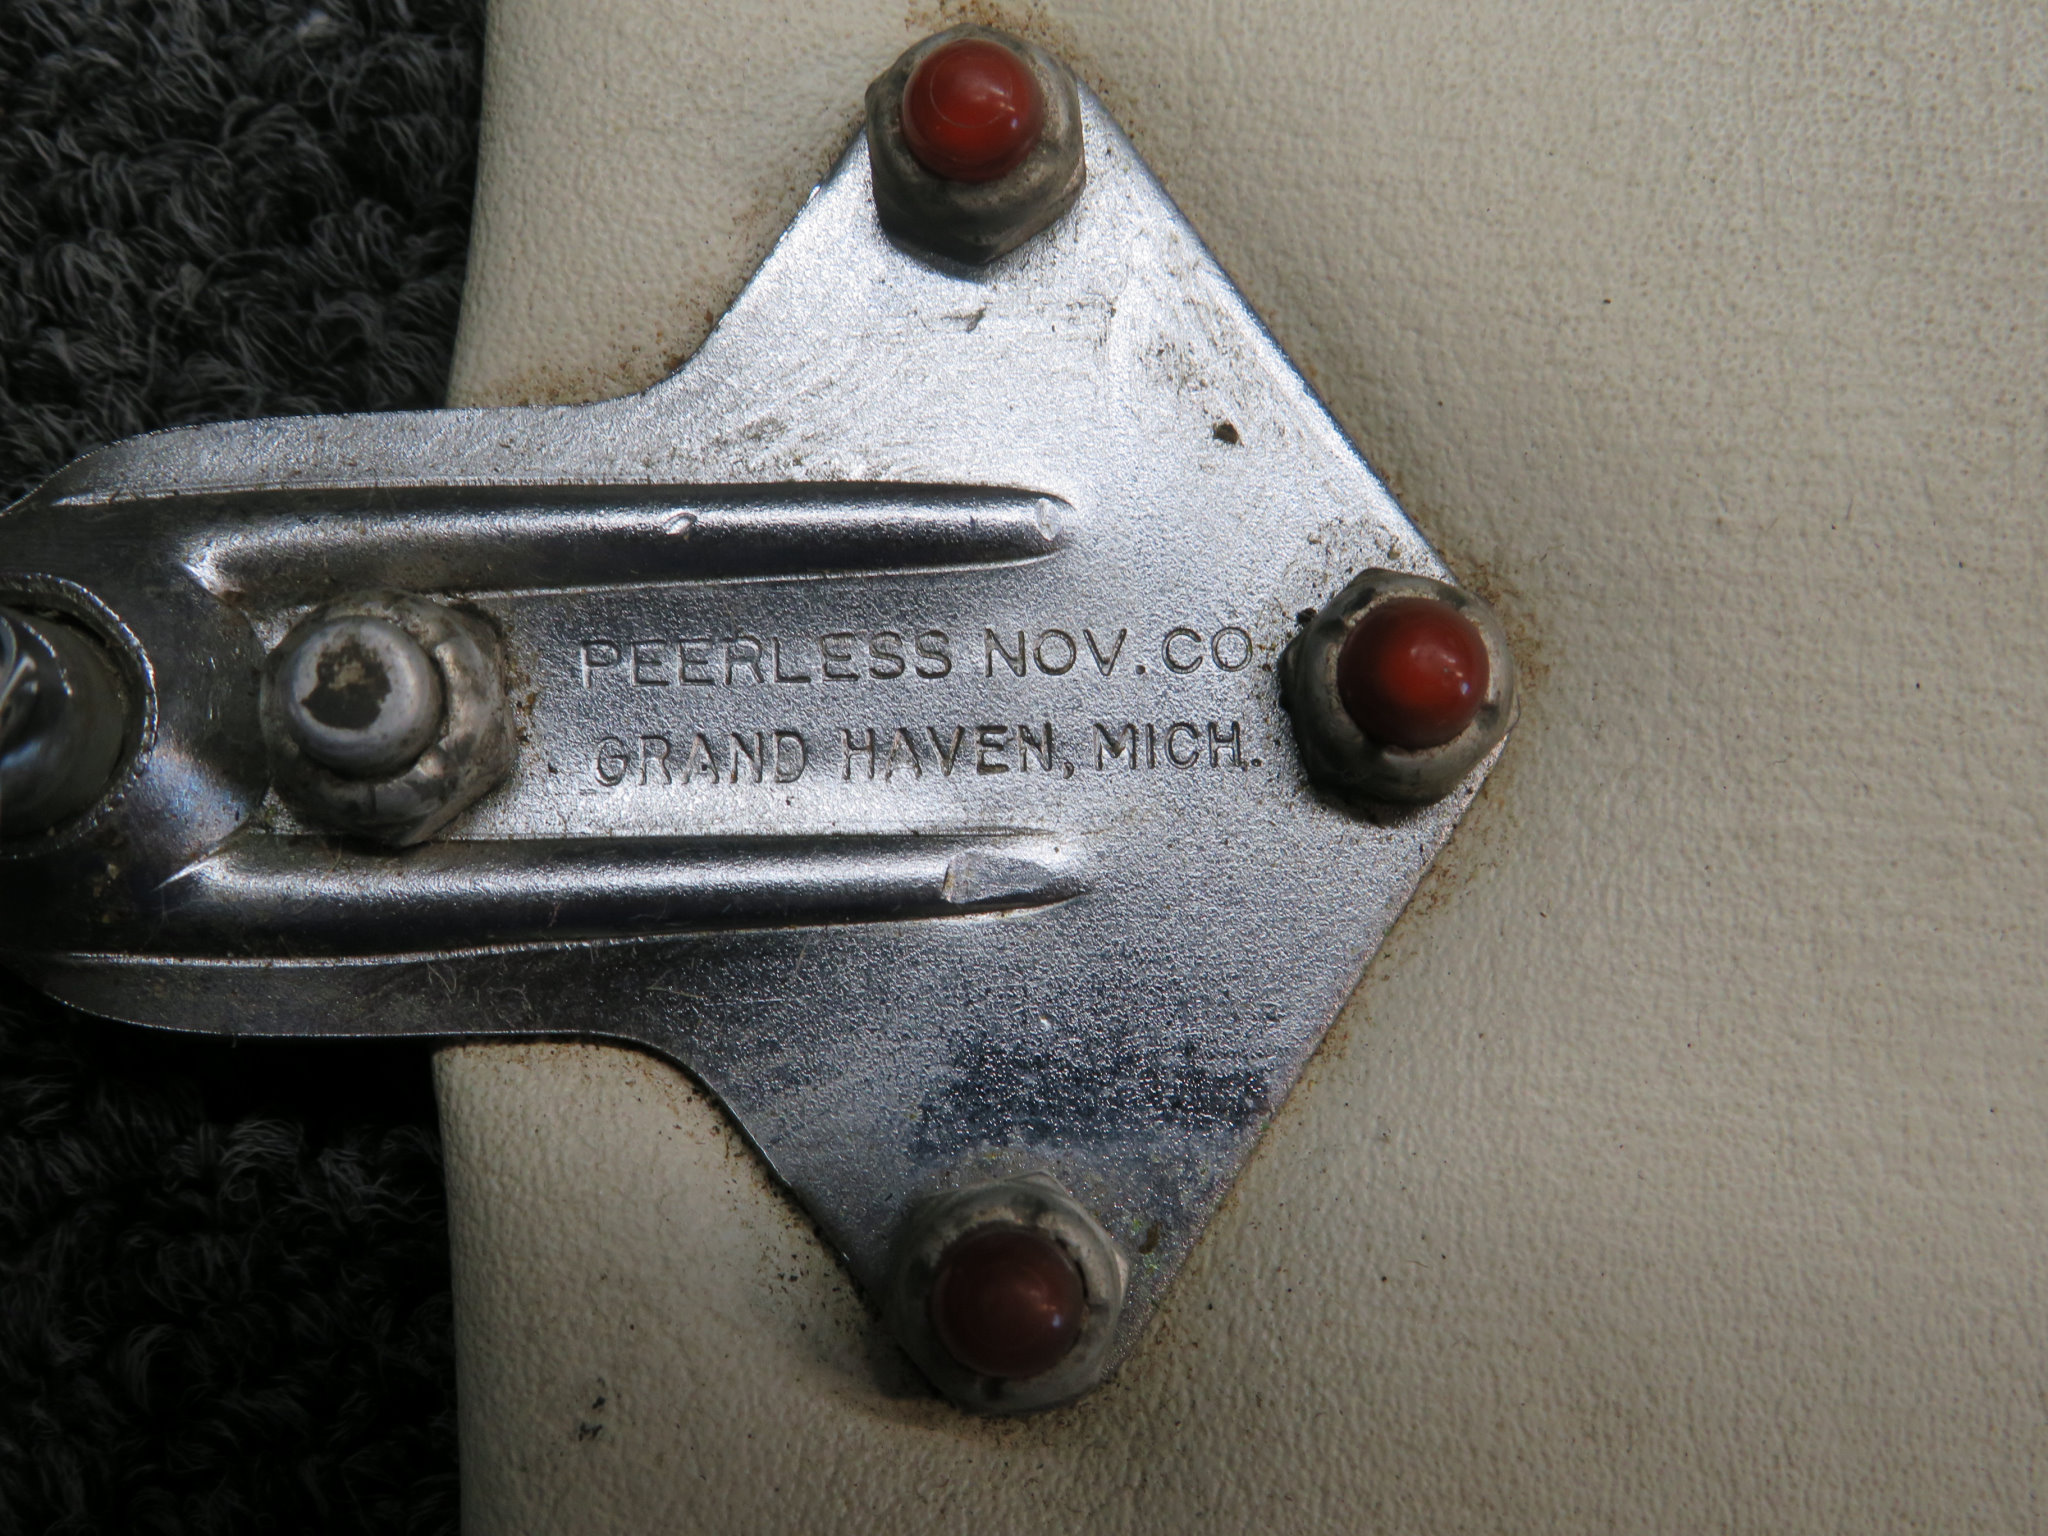 PEERLESS NOV. CO.
GRAND HAVEN, MICH.